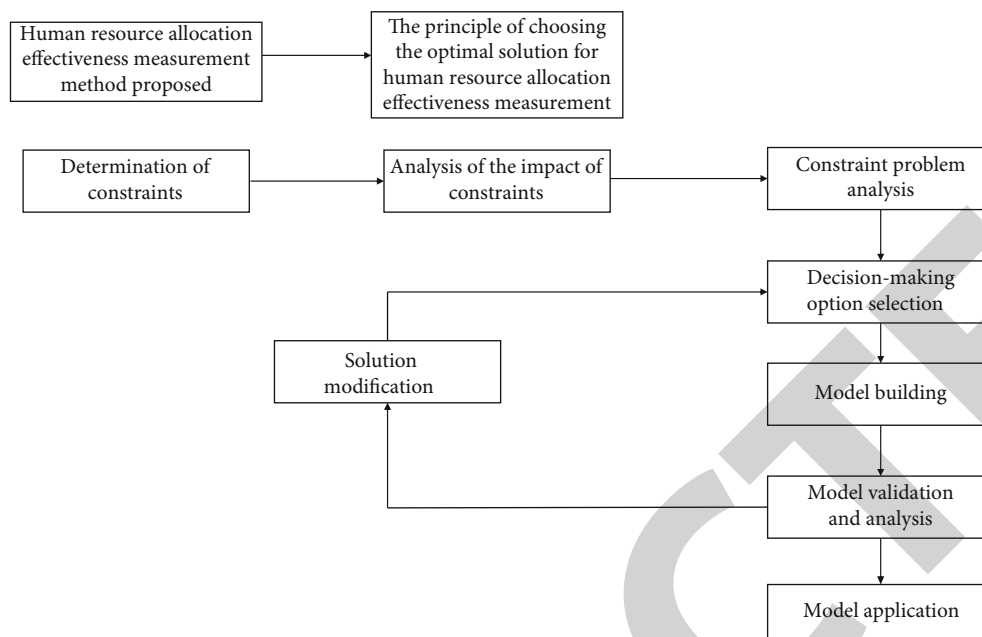 Human resource allocation
effectiveness measurement
method proposed
The principle of choosing
the optimal solution for
human resource allocation
effectiveness measurement
Determination of
constraints
Analysis of the impact of
constraints
Constraint problem
analysis
Decision-making
option selection
Solution
modification
Model building
Model validation
and analysis
Model application